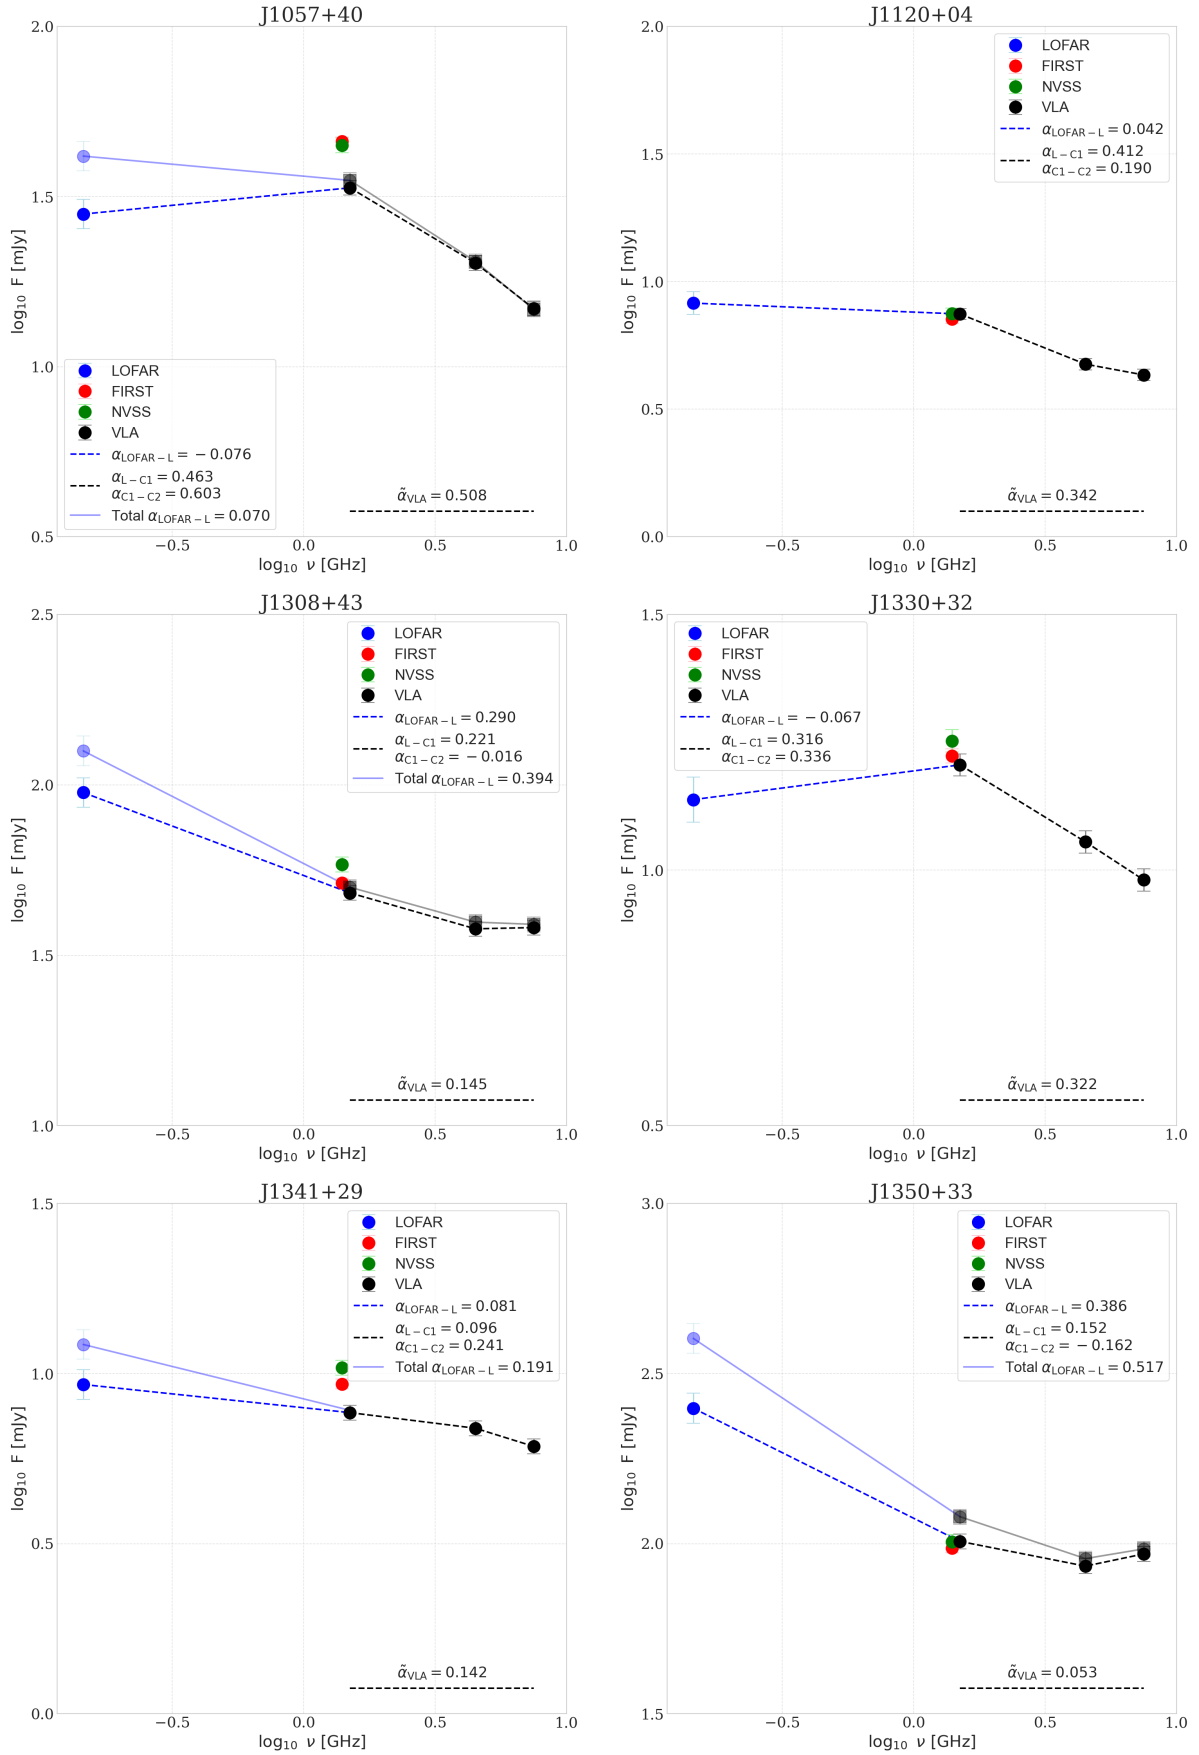 J1057+40
2.0
1.5
1.0
0.5
log₁₀ F [mJy]
LOFAR
FIRST
NVSS
VLA
α_LOFAR−L = −0.076
α_L−C1 = 0.463
α_C1−C2 = 0.603
Total α_LOFAR−L = 0.070
α̃_VLA = 0.508
−0.5 0.0 0.5 1.0
log₁₀ ν [GHz]
J1120+04
2.0
1.5
1.0
0.5
0.0
log₁₀ F [mJy]
LOFAR
FIRST
NVSS
VLA
α_LOFAR−L = 0.042
α_L−C1 = 0.412
α_C1−C2 = 0.190
α̃_VLA = 0.342
−0.5 0.0 0.5 1.0
log₁₀ ν [GHz]
J1308+43
2.5
2.0
1.5
1.0
log₁₀ F [mJy]
LOFAR
FIRST
NVSS
VLA
α_LOFAR−L = 0.290
α_L−C1 = 0.221
α_C1−C2 = −0.016
Total α_LOFAR−L = 0.394
α̃_VLA = 0.145
−0.5 0.0 0.5 1.0
log₁₀ ν [GHz]
J1330+32
1.5
1.0
0.5
log₁₀ F [mJy]
LOFAR
FIRST
NVSS
VLA
α_LOFAR−L = −0.067
α_L−C1 = 0.316
α_C1−C2 = 0.336
α̃_VLA = 0.322
−0.5 0.0 0.5 1.0
log₁₀ ν [GHz]
J1341+29
1.5
1.0
0.5
0.0
log₁₀ F [mJy]
LOFAR
FIRST
NVSS
VLA
α_LOFAR−L = 0.081
α_L−C1 = 0.096
α_C1−C2 = 0.241
Total α_LOFAR−L = 0.191
α̃_VLA = 0.142
−0.5 0.0 0.5 1.0
log₁₀ ν [GHz]
J1350+33
3.0
2.5
2.0
1.5
log₁₀ F [mJy]
LOFAR
FIRST
NVSS
VLA
α_LOFAR−L = 0.386
α_L−C1 = 0.152
α_C1−C2 = −0.162
Total α_LOFAR−L = 0.517
α̃_VLA = 0.053
−0.5 0.0 0.5 1.0
log₁₀ ν [GHz]